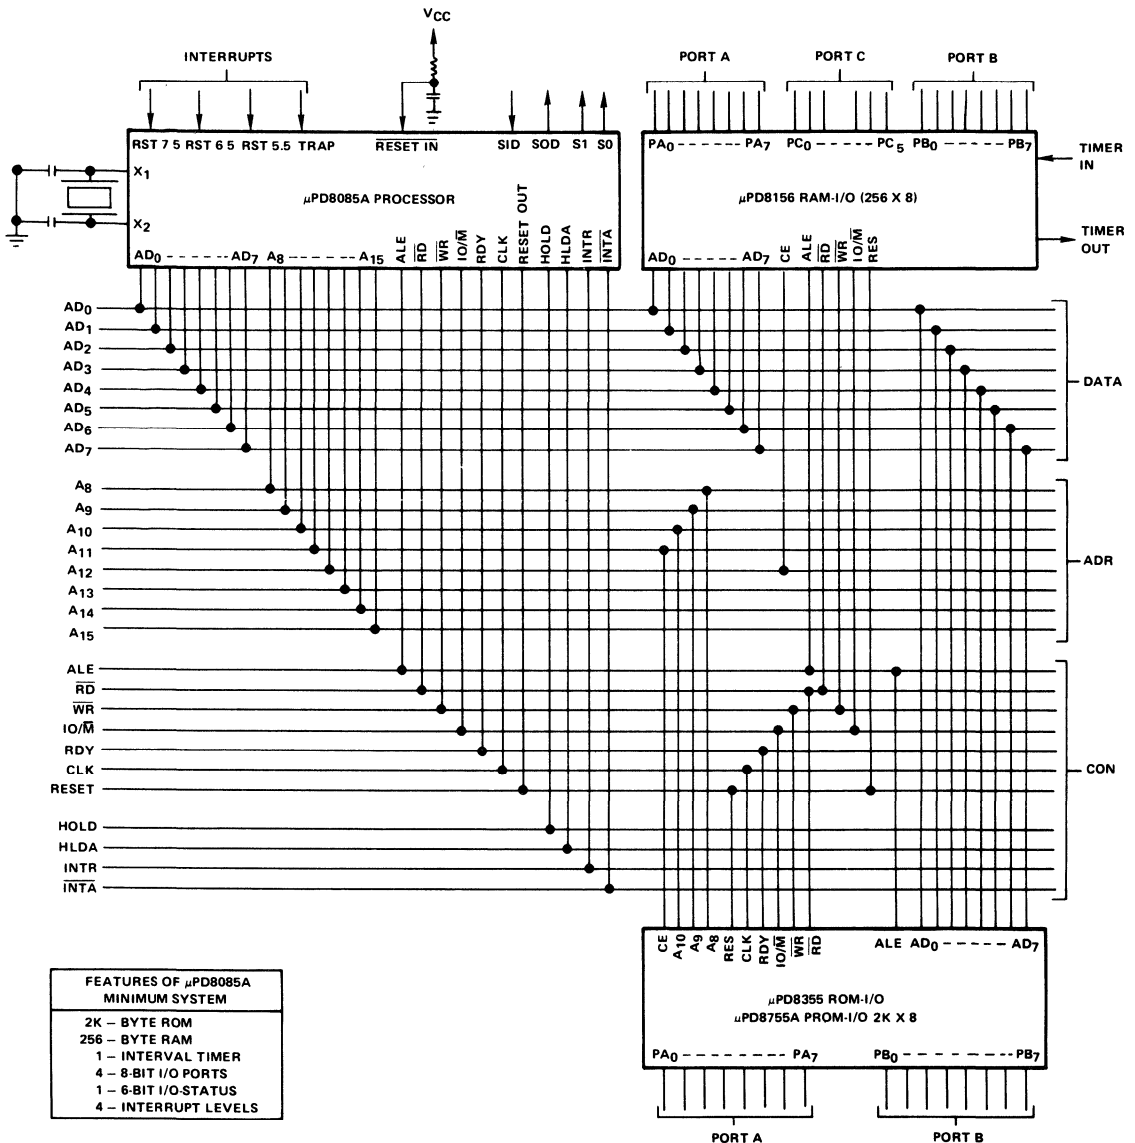 VCC
INTERRUPTS
PORT A PORT C PORT B
RST 7 5 RST 6 5 RST 5.5 TRAP RESET IN SID SOD S1 S0
PA0 PA7 PC0 PC5 PB0 PB7
TIMER IN
X1
μPD8085A PROCESSOR
μPD8156 RAM-I/O (256 X 8)
X2
TIMER OUT
AD0 AD7 A8 A15 ALE RD WR IO/M RDY CLK RESET OUT HOLD HLDA INTR INTA
AD0 AD7 CE ALE RD WR IO/M RES
AD0
AD1
AD2
AD3
AD4
AD5
AD6
AD7
DATA
A8
A9
A10
A11
A12
A13
A14
A15
ADR
ALE
RD
WR
IO/M
RDY
CLK
RESET
HOLD
HLDA
INTR
INTA
CON
CE A10 A9 A8 RES CLK RDY IO/M WR RD ALE AD0 AD7
μPD8355 ROM-I/O
μPD8755A PROM-I/O 2K X 8
PA0 PA7 PB0 PB7
PORT A PORT B
FEATURES OF μPD8085A
MINIMUM SYSTEM
2K – BYTE ROM
256 – BYTE RAM
1 – INTERVAL TIMER
4 – 8-BIT I/O PORTS
1 – 6-BIT I/O-STATUS
4 – INTERRUPT LEVELS